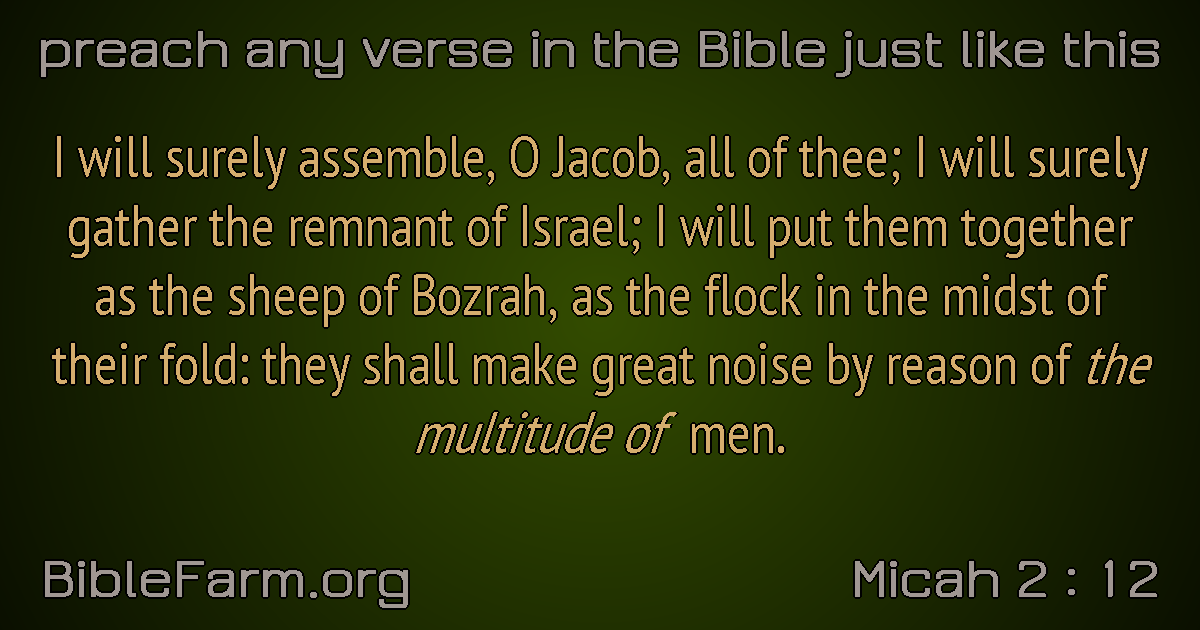 preach any verse in the Bible just like this
I will surely assemble, O Jacob, all of thee; I will surely
gather the remnant of Israel; I will put them together
as the sheep of Bozrah, as the flock in the midst of
their fold: they shall make great noise by reason of the
multitude of men.
BibleFarm.org
Micah 2 : 12